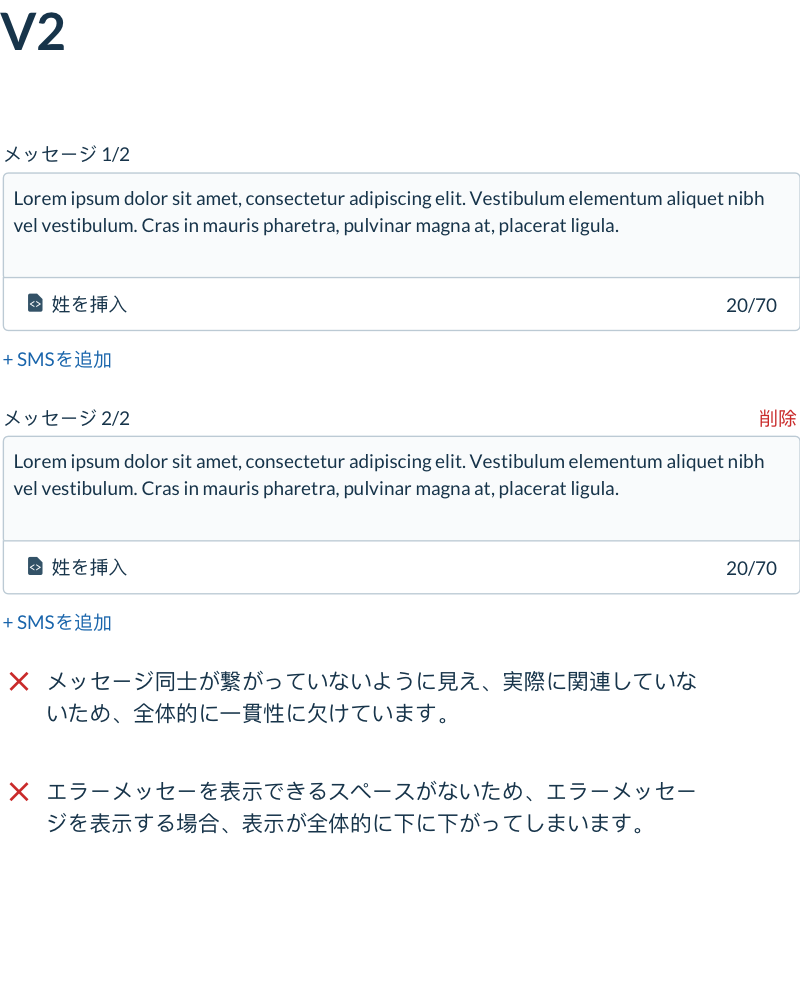 V2
メッセージ 1/2
Lorem ipsum dolor sit amet, consectetur adipiscing elit. Vestibulum elementum aliquet nibh
vel vestibulum. Cras in mauris pharetra, pulvinar magna at, placerat ligula.
姓を挿入 20/70
+ SMSを追加
メッセージ 2/2 削除
Lorem ipsum dolor sit amet, consectetur adipiscing elit. Vestibulum elementum aliquet nibh
vel vestibulum. Cras in mauris pharetra, pulvinar magna at, placerat ligula.
姓を挿入 20/70
+ SMSを追加
メッセージ同士が繋がっていないように見え、実際に関連していな
いため、全体的に一貫性に欠けています。
エラーメッセーを表示できるスペースがないため、エラーメッセー
ジを表示する場合、表示が全体的に下に下がってしまいます。